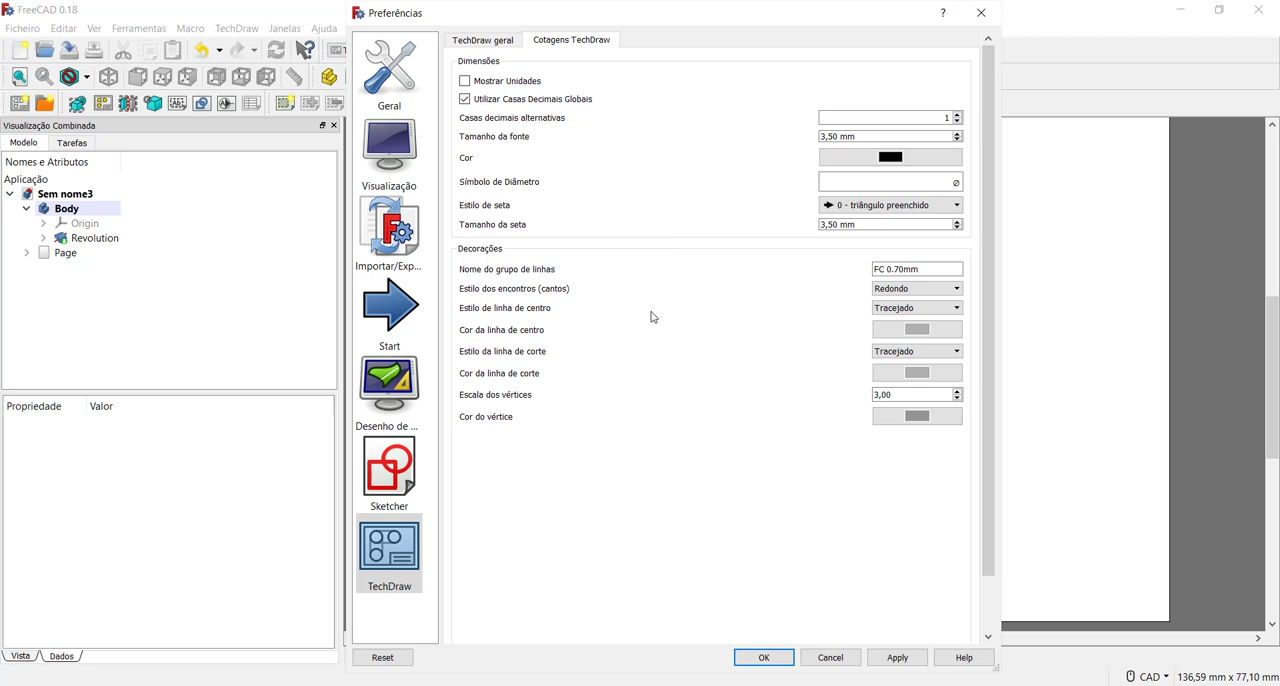 FreeCAD 0.18
Ficheiro Editar Ver Ferramentas Macro TechDraw Janelas Ajuda
Visualização Combinada
Modelo Tarefas
Nomes e Atributos
Aplicação
Sem nome3
Body
Origin
Revolution
Page
Propriedade Valor
Vista Dados
Preferências
?
Geral
Visualização
Importar/Exp...
Start
Desenho de ...
Sketcher
TechDraw
TechDraw geral Cotagens TechDraw
Dimensões
Mostrar Unidades
Utilizar Casas Decimais Globais
Casas decimais alternativas 1
Tamanho da fonte 3,50 mm
Cor
Símbolo de Diâmetro ⌀
Estilo de seta 0 - triângulo preenchido
Tamanho da seta 3,50 mm
Decorações
Nome do grupo de linhas FC 0.70mm
Estilo dos encontros (cantos) Redondo
Estilo de linha de centro Tracejado
Cor da linha de centro
Estilo da linha de corte Tracejado
Cor da linha de corte
Escala dos vértices 3,00
Cor do vértice
Reset OK Cancel Apply Help
CAD 136,59 mm x 77,10 mm